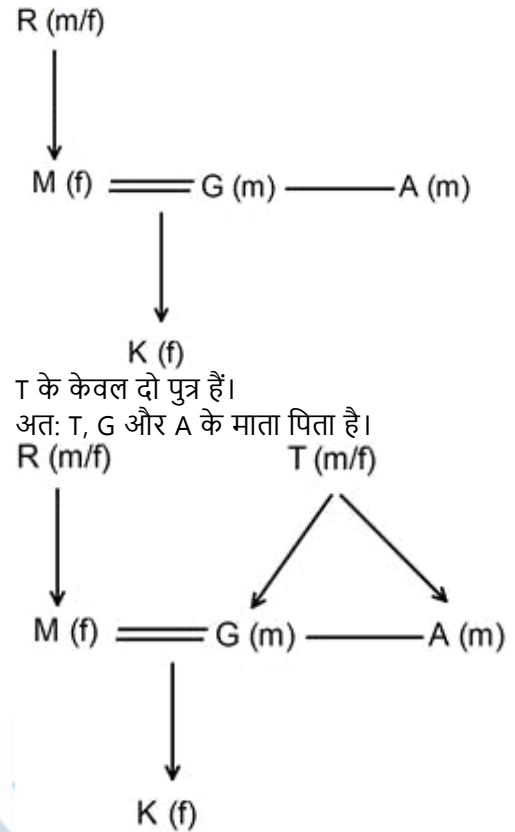 R (m/f)
M (f) G (m) A (m)
K (f)
T के केवल दो पुत्र हैं।
अत: T, G और A के माता पिता है।
R (m/f) T (m/f)
M (f) G (m) A (m)
K (f)